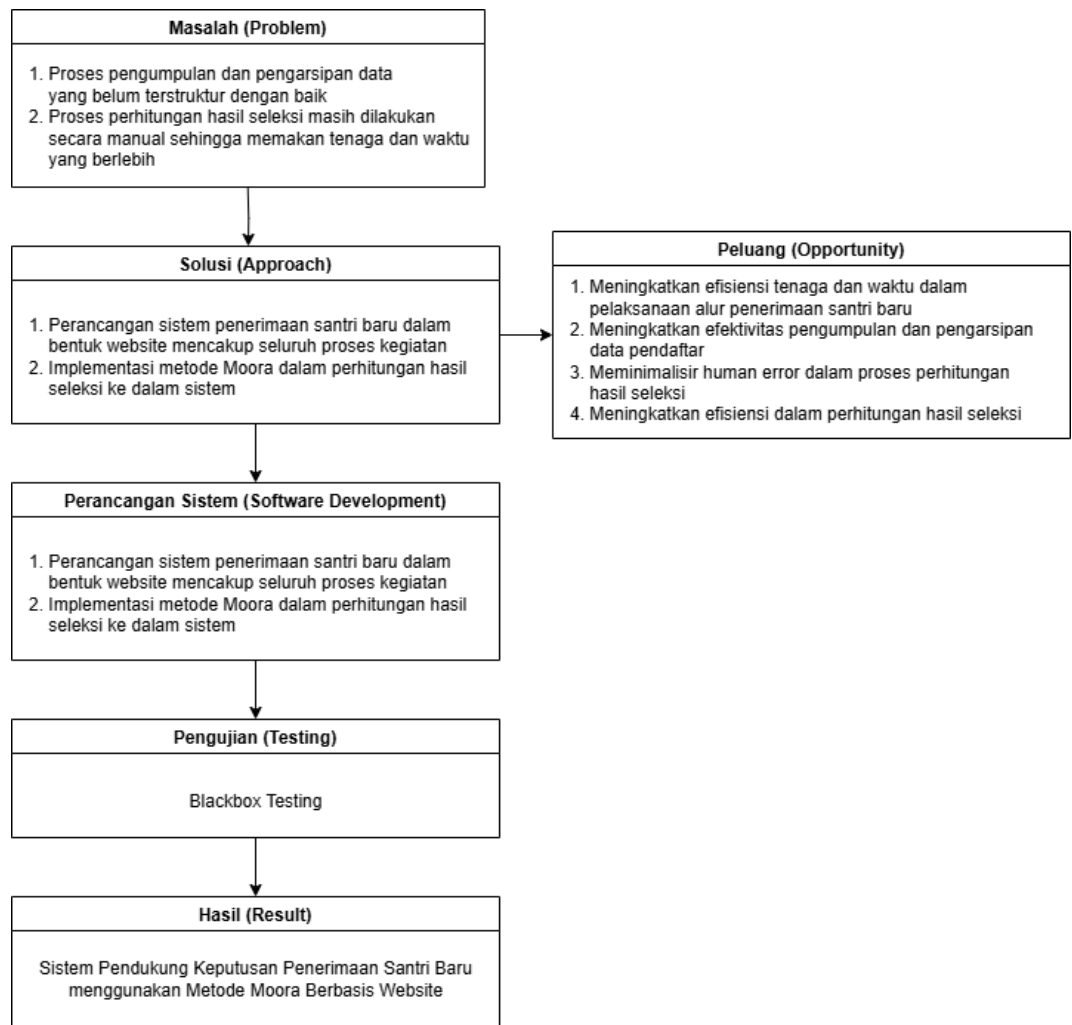 Masalah (Problem)
1. Proses pengumpulan dan pengarsipan data
yang belum terstruktur dengan baik
2. Proses perhitungan hasil seleksi masih dilakukan
secara manual sehingga memakan tenaga dan waktu
yang berlebih
Solusi (Approach)
1. Perancangan sistem penerimaan santri baru dalam
bentuk website mencakup seluruh proses kegiatan
2. Implementasi metode Moora dalam perhitungan hasil
seleksi ke dalam sistem
Peluang (Opportunity)
1. Meningkatkan efisiensi tenaga dan waktu dalam
pelaksanaan alur penerimaan santri baru
2. Meningkatkan efektivitas pengumpulan dan pengarsipan
data pendaftar
3. Meminimalisir human error dalam proses perhitungan
hasil seleksi
4. Meningkatkan efisiensi dalam perhitungan hasil seleksi
Perancangan Sistem (Software Development)
1. Perancangan sistem penerimaan santri baru dalam
bentuk website mencakup seluruh proses kegiatan
2. Implementasi metode Moora dalam perhitungan hasil
seleksi ke dalam sistem
Pengujian (Testing)
Blackbox Testing
Hasil (Result)
Sistem Pendukung Keputusan Penerimaan Santri Baru
menggunakan Metode Moora Berbasis Website